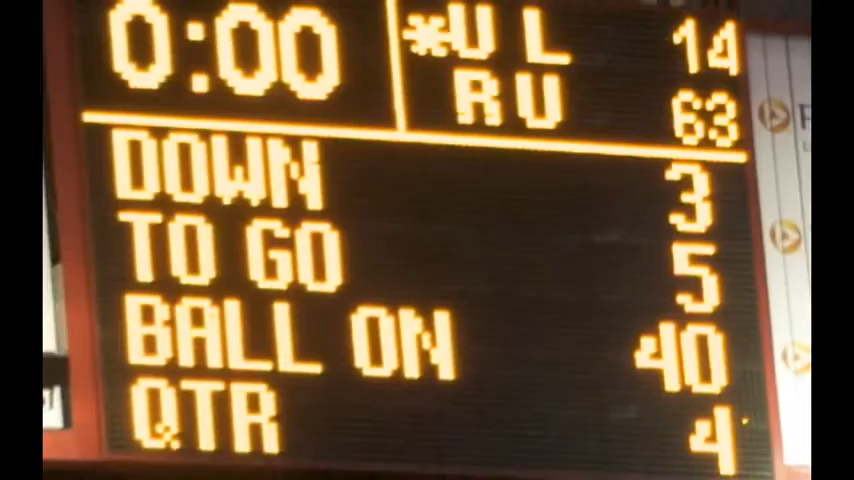 0:00
*U L 14
R U 63
DOWN 3
TO GO 5
BALL ON 40
QTR 4